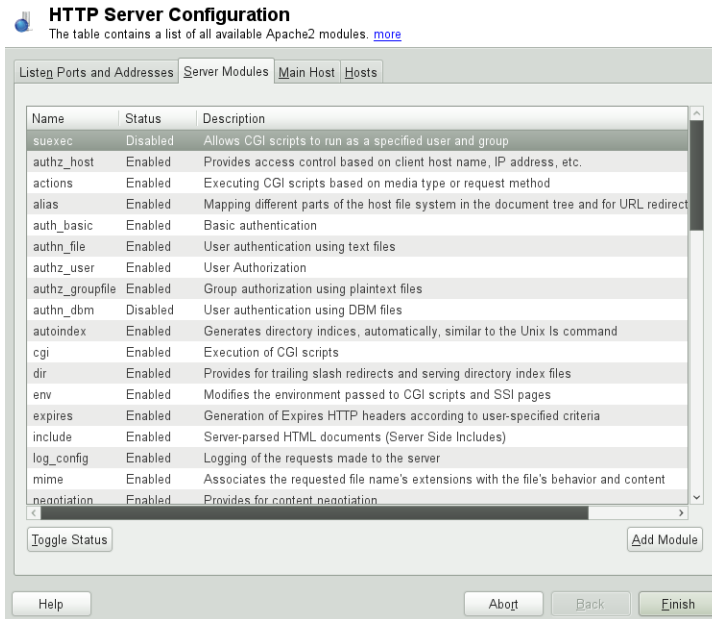 HTTP Server Configuration
The table contains a list of all available Apache2 modules. more
Listen Ports and Addresses Server Modules Main Host Hosts
Name Status Description
suexec Disabled Allows CGI scripts to run as a specified user and group
authz_host Enabled Provides access control based on client host name, IP address, etc.
actions Enabled Executing CGI scripts based on media type or request method
alias Enabled Mapping different parts of the host file system in the document tree and for URL redirect
auth_basic Enabled Basic authentication
authn_file Enabled User authentication using text files
authz_user Enabled User Authorization
authz_groupfile Enabled Group authorization using plaintext files
authn_dbm Disabled User authentication using DBM files
autoindex Enabled Generates directory indices, automatically, similar to the Unix ls command
cgi Enabled Execution of CGI scripts
dir Enabled Provides for trailing slash redirects and serving directory index files
env Enabled Modifies the environment passed to CGI scripts and SSI pages
expires Enabled Generation of Expires HTTP headers according to user-specified criteria
include Enabled Server-parsed HTML documents (Server Side Includes)
log_config Enabled Logging of the requests made to the server
mime Enabled Associates the requested file name's extensions with the file's behavior and content
negotiation Enabled Provides for content negotiation
Toggle Status Add Module
Help Abort Back Finish